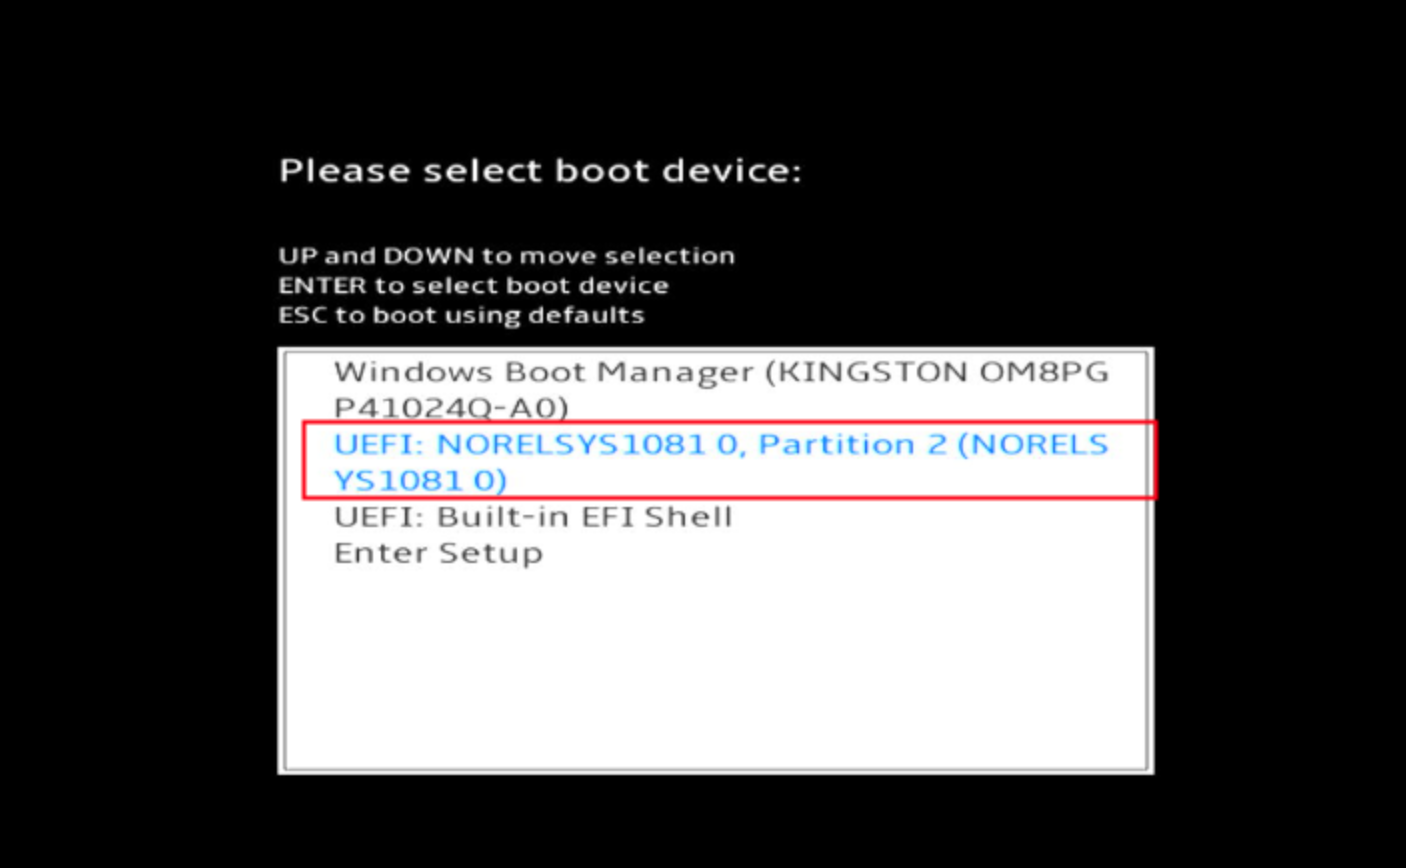 Please select boot device:
UP and DOWN to move selection
ENTER to select boot device
ESC to boot using defaults
Windows Boot Manager (KINGSTON OM8PG
P41024Q-A0)
UEFI: NORELSYS1081 0, Partition 2 (NORELS
YS1081 0)
UEFI: Built-in EFI Shell
Enter Setup